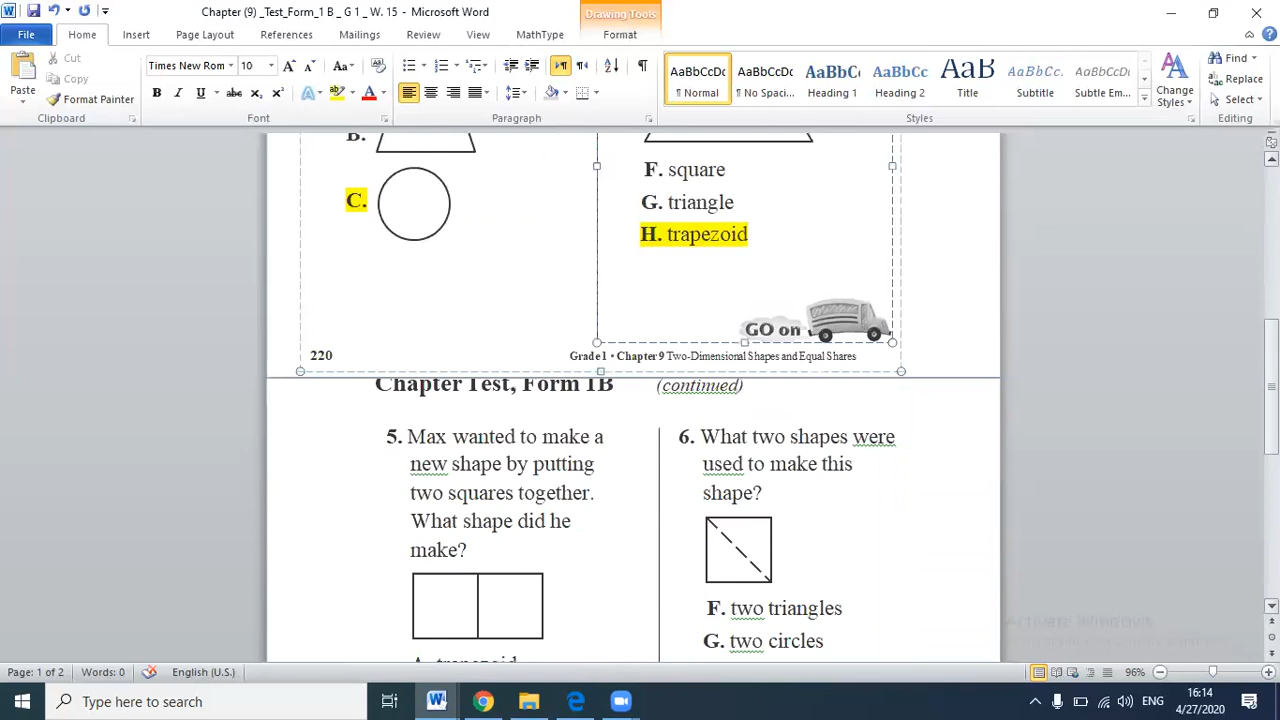 Chapter (9) _Test_Form_1 B _ G 1 _ W. 15 - Microsoft Word
Drawing Tools
File
Home
Insert
Page Layout
References
Mailings
Review
View
MathType
Format
Paste
Cut
Copy
Format Painter
Clipboard
Times New Rom
10
Font
Paragraph
AaBbCcDc
¶ Normal
AaBbCcDc
¶ No Spaci...
AaBbC
Heading 1
AaBbCc
Heading 2
AaB
Title
AaBbCc.
Subtitle
AaBbCcDc
Subtle Em...
Change
Styles
Styles
Find
Replace
Select
Editing
B.
C.
F. square
G. triangle
H. trapezoid
GO on
220
Grade 1 • Chapter 9 Two-Dimensional Shapes and Equal Shares
Chapter Test, Form 1B (continued)
5. Max wanted to make a
new shape by putting
two squares together.
What shape did he
make?
A. trapezoid
6. What two shapes were
used to make this
shape?
F. two triangles
G. two circles
Activate Windows
Page: 1 of 2
Words: 0
English (U.S.)
96%
Type here to search
ENG
16:14
4/27/2020